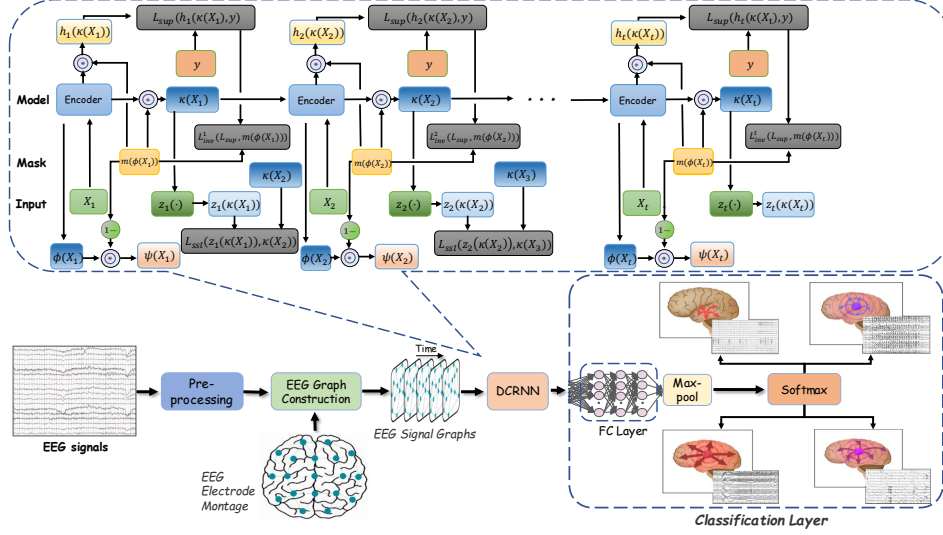 L_sup(h_1(κ(X_1), y)
L_sup(h_2(κ(X_2), y)
L_sup(h_t(κ(X_1), y)
h_1(κ(X_1))
h_2(κ(X_2))
h_t(κ(X_1))
y
y
y
Model
Encoder
κ(X_1)
Encoder
κ(X_2)
. . .
Encoder
κ(X_1)
L^1_inv(L_sup, m(ϕ(X_1)))
L^2_inv(L_sup, m(ϕ(X_2)))
L^t_inv(L_sup, m(ϕ(X_t)))
Mask
m(ϕ(X_1))
m(ϕ(X_2))
m(ϕ(X_t))
κ(X_2)
κ(X_3)
Input
X_1
z_1(·)
z_1(κ(X_1))
X_2
z_2(·)
z_2(κ(X_2))
X_t
z_t(·)
z_t(κ(X_t))
1−
1−
1−
L_ssl(z_1(κ(X_1)), κ(X_2))
L_ssl(z_2(κ(X_2)), κ(X_3))
ϕ(X_1)
ψ(X_1)
ϕ(X_2)
ψ(X_2)
ϕ(X_t)
ψ(X_t)
Time
Pre-
processing
EEG Graph
Construction
DCRNN
Max-
pool
Softmax
EEG signals
EEG Signal Graphs
FC Layer
EEG
Electrode
Montage
Classification Layer